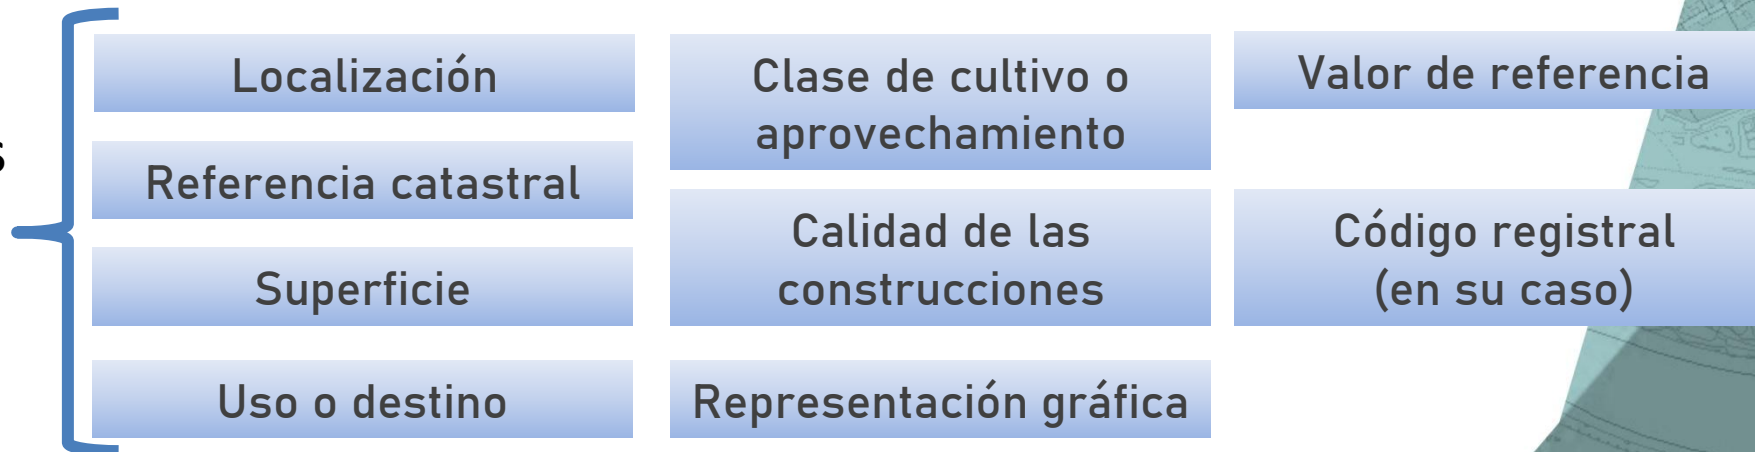 Localización
Referencia catastral
Superficie
Uso o destino
Clase de cultivo o
aprovechamiento
Calidad de las
construcciones
Representación gráfica
Valor de referencia
Código registral
(en su caso)